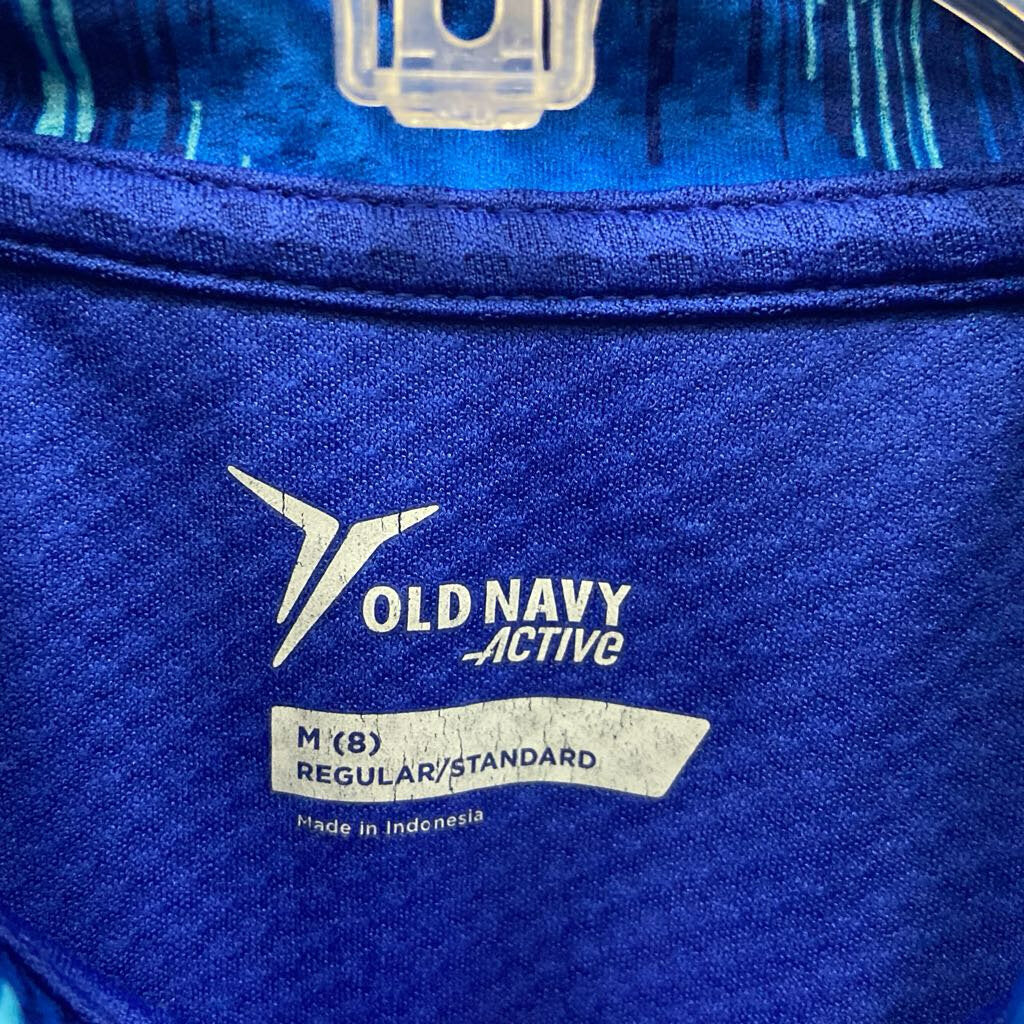 OLD NAVY
ACTIVE
M (8)
REGULAR/STANDARD
Made in Indonesia